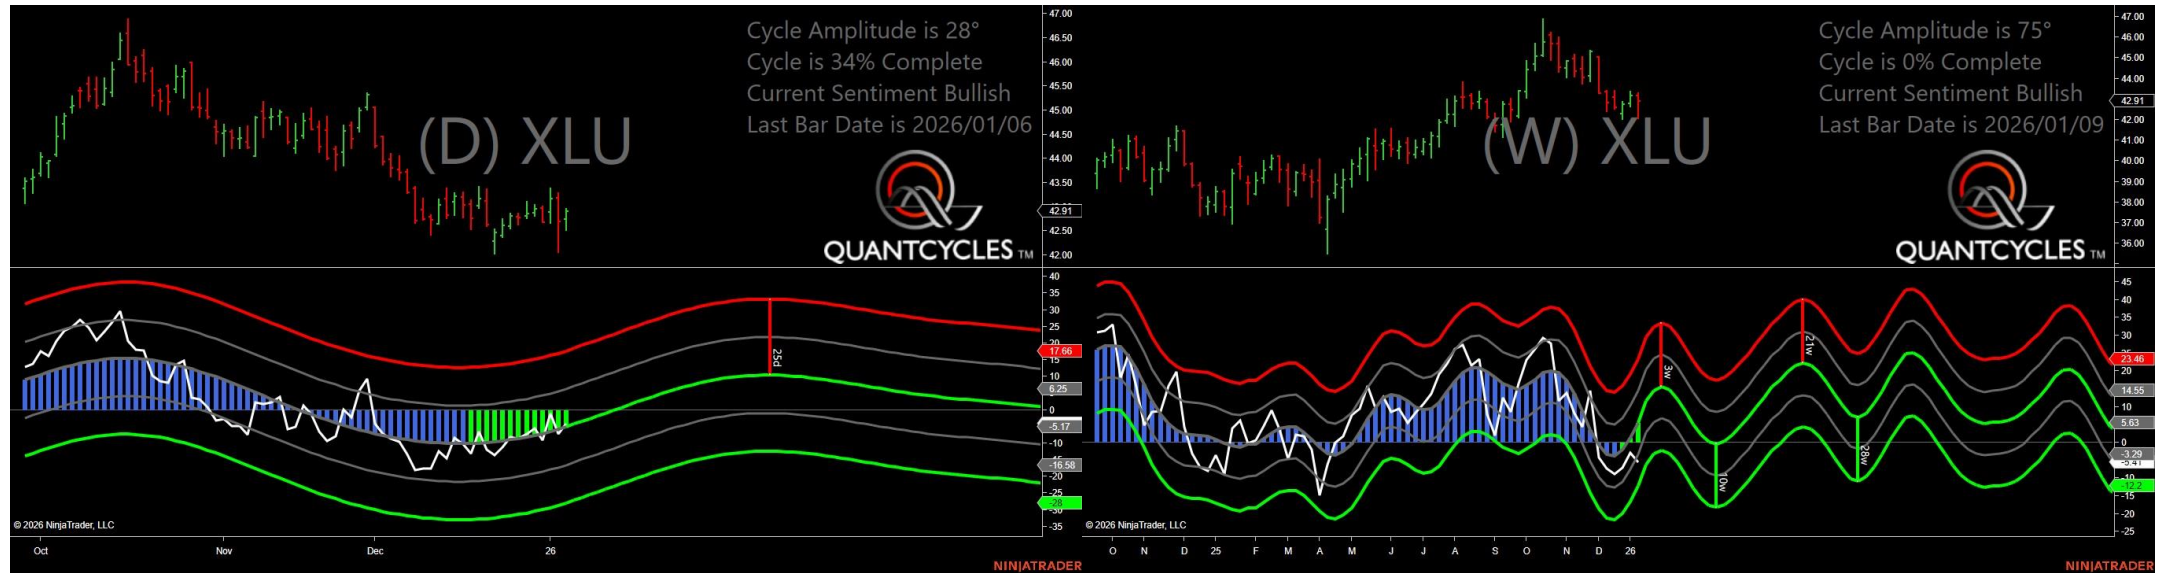 Cycle Amplitude is 28°
Cycle is 34% Complete
Current Sentiment Bullish
Last Bar Date is 2026/01/06
(D) XLU
QUANTCYCLES TM
47.00
46.50
46.00
45.50
45.00
44.50
44.00
43.50
42.91
42.50
42.00
40
35
30
25
20
17.66
15
10
6.25
0
-5.17
-10
-16.58
-20
-25
-28
-30
-35
25d
© 2026 NinjaTrader, LLC
Oct Nov Dec 26
NINJATRADER
Cycle Amplitude is 75°
Cycle is 0% Complete
Current Sentiment Bullish
Last Bar Date is 2026/01/09
(W) XLU
QUANTCYCLES TM
47.00
46.00
45.00
44.00
42.91
42.00
41.00
40.00
39.00
38.00
37.00
36.00
45
40
35
30
23.46
20
14.55
10
5.63
0
-3.29
-5.41
-12.2
-15
-20
-25
3w
10w
21w
28w
© 2026 NinjaTrader, LLC
O N D 25 F M A M J J A S O N D 26
NINJATRADER